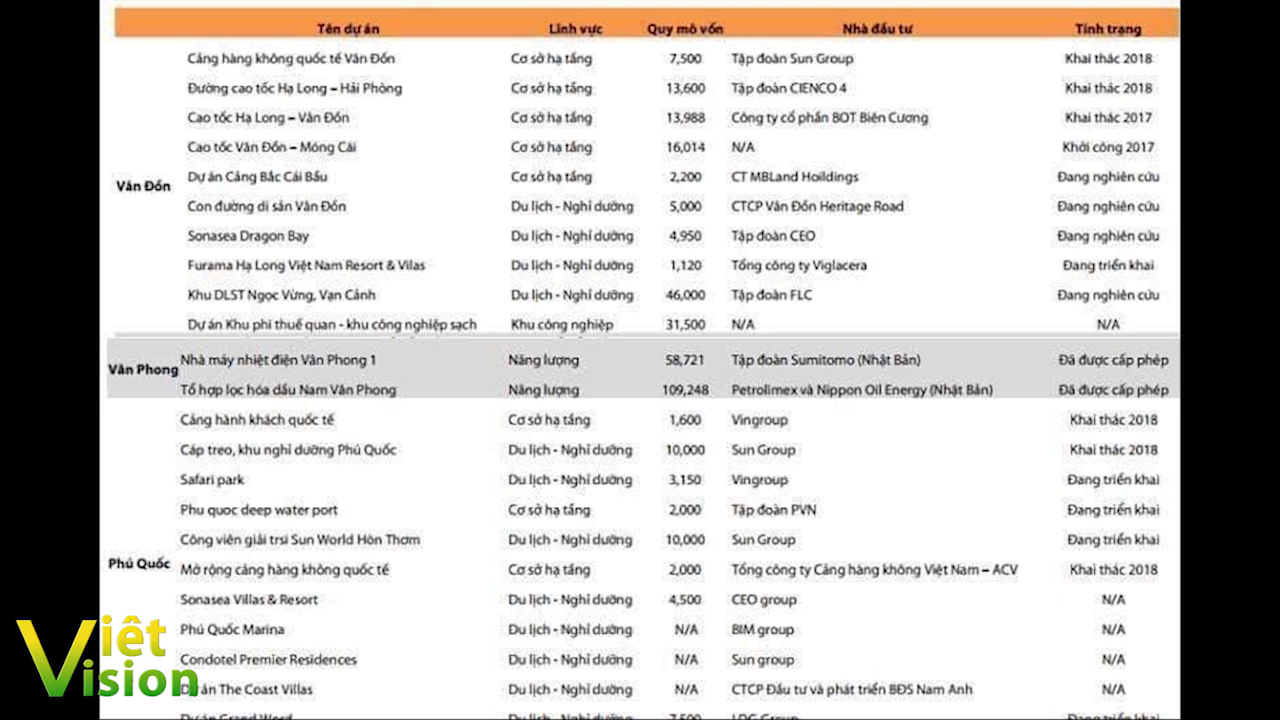 Tên dự án Lĩnh vực Quy mô vốn Nhà đầu tư Tình trạng
Cảng hàng không quốc tế Vân Đồn Cơ sở hạ tầng 7,500 Tập đoàn Sun Group Khai thác 2018
Đường cao tốc Hạ Long – Hải Phòng Cơ sở hạ tầng 13,600 Tập đoàn CIENCO 4 Khai thác 2018
Cao tốc Hạ Long – Vân Đồn Cơ sở hạ tầng 13,988 Công ty cổ phần BOT Biên Cương Khai thác 2017
Cao tốc Vân Đồn – Móng Cái Cơ sở hạ tầng 16,014 N/A Khởi công 2017
Vân Đồn Dự án Cảng Bắc Cái Bầu Cơ sở hạ tầng 2,200 CT MBLand Hoildings Đang nghiên cứu
Con đường di sản Vân Đồn Du lịch - Nghỉ dưỡng 5,000 CTCP Vân Đồn Heritage Road Đang nghiên cứu
Sonasea Dragon Bay Du lịch - Nghỉ dưỡng 4,950 Tập đoàn CEO Đang nghiên cứu
Furama Hạ Long Việt Nam Resort & Vilas Du lịch - Nghỉ dưỡng 1,120 Tổng công ty Viglacera Đang triển khai
Khu DLST Ngọc Vừng, Vạn Cảnh Du lịch - Nghỉ dưỡng 46,000 Tập đoàn FLC Đang nghiên cứu
Dự án Khu phi thuế quan - khu công nghiệp sạch Khu công nghiệp 31,500 N/A N/A
Vân Phong Nhà máy nhiệt điện Vân Phong 1 Năng lượng 58,721 Tập đoàn Sumitomo (Nhật Bản) Đã được cấp phép
Tổ hợp lọc hóa dầu Nam Vân Phong Năng lượng 109,248 Petrolimex và Nippon Oil Energy (Nhật Bản) Đã được cấp phép
Cảng hành khách quốc tế Cơ sở hạ tầng 1,600 Vingroup Khai thác 2018
Cáp treo, khu nghỉ dưỡng Phú Quốc Du lịch - Nghỉ dưỡng 10,000 Sun Group Khai thác 2018
Safari park Du lịch - Nghỉ dưỡng 3,150 Vingroup Đang triển khai
Phu quoc deep water port Cơ sở hạ tầng 2,000 Tập đoàn PVN Đang triển khai
Công viên giải trsi Sun World Hòn Thơm Du lịch - Nghỉ dưỡng 10,000 Sun Group Đang triển khai
Phú Quốc Mở rộng cảng hàng không quốc tế Cơ sở hạ tầng 2,000 Tổng công ty Cảng hàng không Việt Nam – ACV Khai thác 2018
Sonasea Villas & Resort Du lịch - Nghỉ dưỡng 4,500 CEO group N/A
Phú Quốc Marina Du lịch - Nghỉ dưỡng N/A BIM group N/A
Condotel Premier Residences Du lịch - Nghỉ dưỡng N/A Sun group N/A
Dự án The Coast Villas Du lịch - Nghỉ dưỡng N/A CTCP Đầu tư và phát triển BĐS Nam Anh N/A
Dự án Grand Word Du lịch - Nghỉ dưỡng 7,500 LDG Group Đang triển khai
Việt
Vision